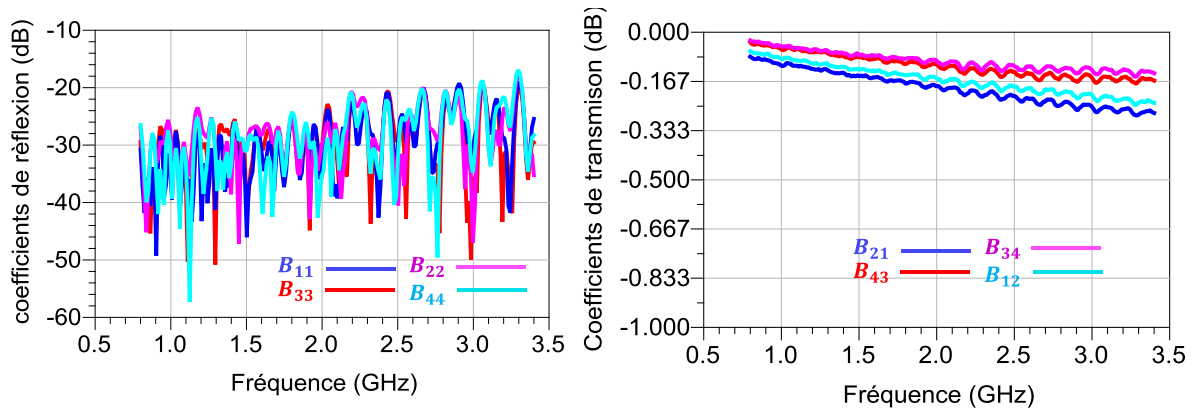 coefficients de rèflexion (dB)
-10
-20
-30
-40
-50
-60
0.5 1.0 1.5 2.0 2.5 3.0 3.5
Fréquence (GHz)
B11 B22
B33 B44
Coefficients de transmison (dB)
0.000
-0.167
-0.333
-0.500
-0.667
-0.833
-1.000
0.5 1.0 1.5 2.0 2.5 3.0 3.5
Fréquence (GHz)
B21 B34
B43 B12